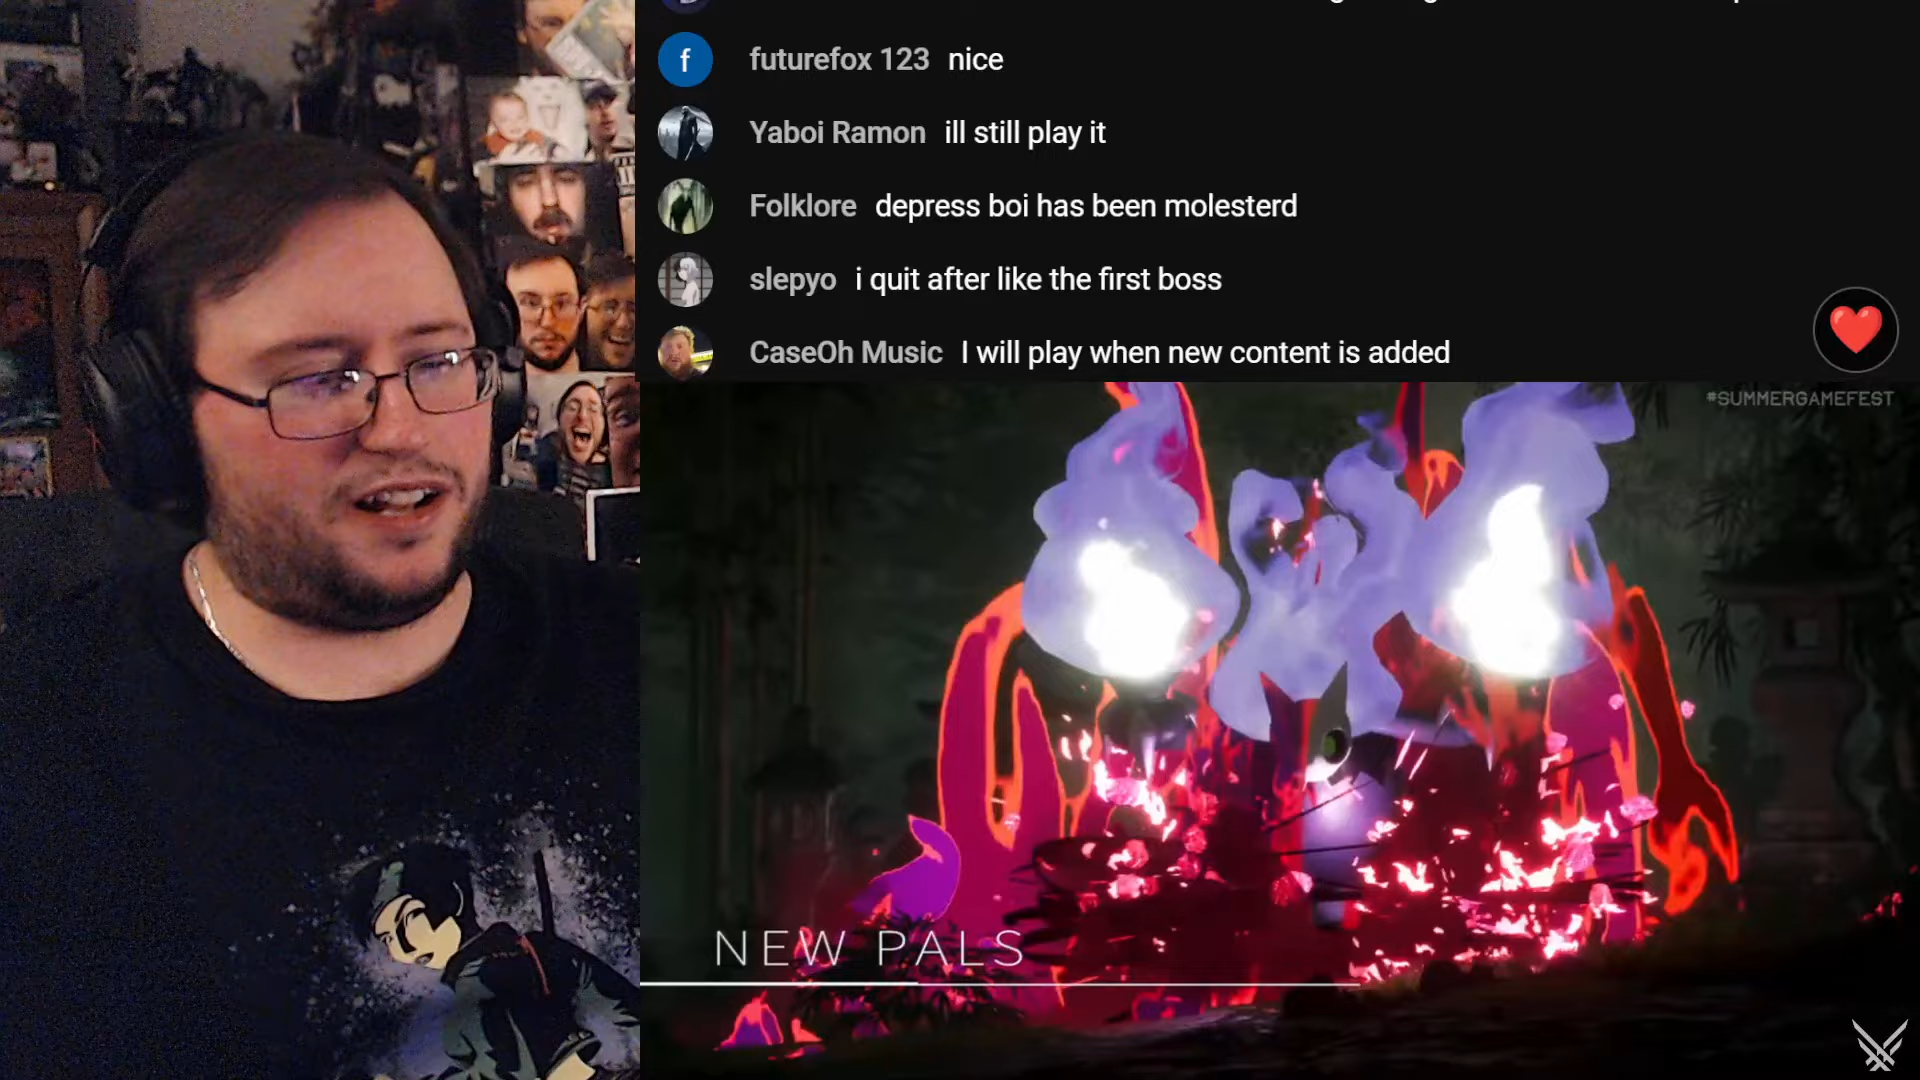 futurefox 123 nice
Yaboi Ramon ill still play it
Folklore depress boi has been molesterd
slepyo i quit after like the first boss
CaseOh Music I will play when new content is added
#SUMMERGAMEFEST
NEW PALS